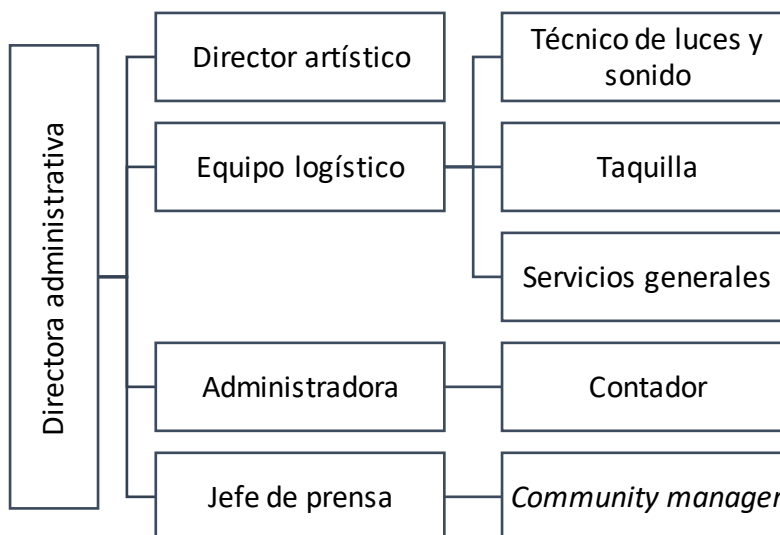 Directora administrativa
Director artístico
Equipo logístico
Administradora
Jefe de prensa
Técnico de luces y
sonido
Taquilla
Servicios generales
Contador
Community manager